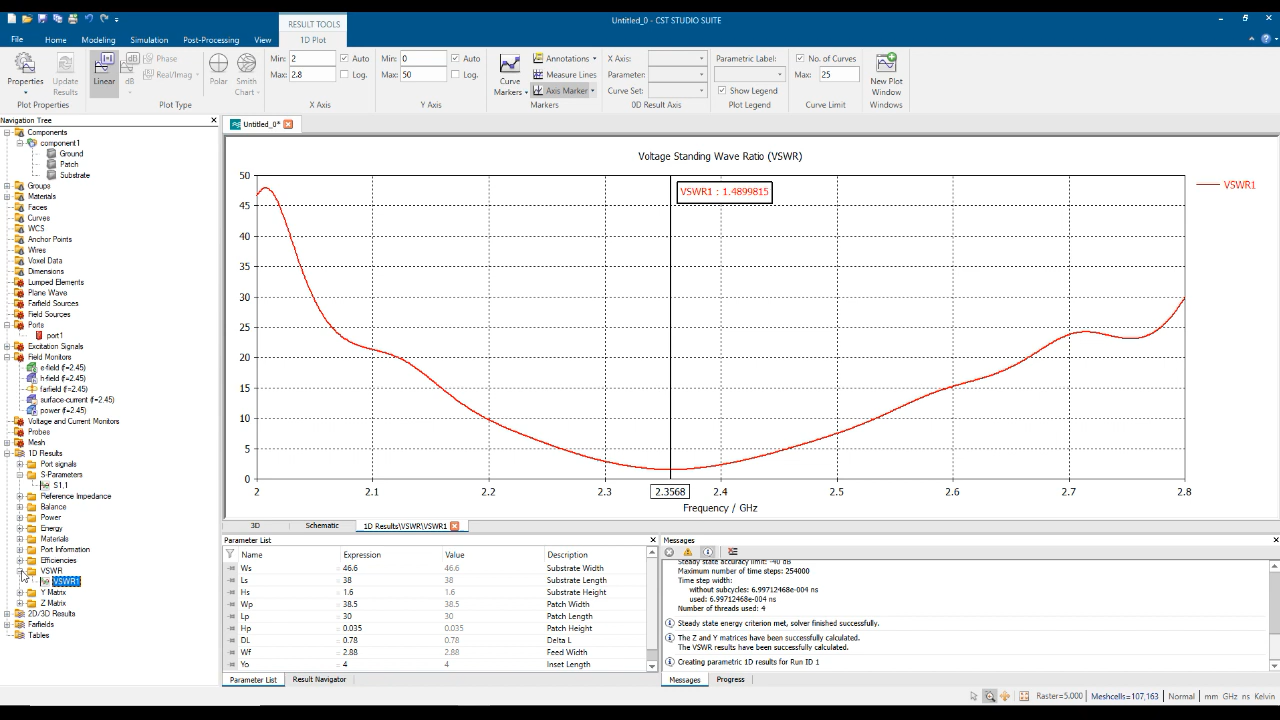 Untitled_0 - CST STUDIO SUITE
RESULT TOOLS
File Home Modeling Simulation Post-Processing View 1D Plot
Properties
Update Results
Plot Properties
Linear
dB
Phase
Real/Imag
Polar
Smith Chart
Plot Type
Min: 2 Auto
Max: 2.8 Log.
X Axis
Min: 0 Auto
Max: 50 Log.
Y Axis
Curve Markers
Annotations
Measure Lines
Axis Marker
Markers
X Axis:
Parameter:
Curve Set:
0D Result Axis
Parametric Label:
Show Legend
Plot Legend
No. of Curves
Max: 25
Curve Limit
New Plot Window
Windows
Navigation Tree
Components
component1
Ground
Patch
Substrate
Groups
Materials
Faces
Curves
WCS
Anchor Points
Wires
Voxel Data
Dimensions
Lumped Elements
Plane Wave
Farfield Sources
Field Sources
Ports
port1
Excitation Signals
Field Monitors
e-field (f=2.45)
h-field (f=2.45)
farfield (f=2.45)
surface-current (f=2.45)
power (f=2.45)
Voltage and Current Monitors
Probes
Mesh
1D Results
Port signals
S-Parameters
S1,1
Reference Impedance
Balance
Power
Energy
Materials
Port Information
Efficiencies
VSWR
VSWR1
Y Matrix
Z Matrix
2D/3D Results
Farfields
Tables
Untitled_0*
Voltage Standing Wave Ratio (VSWR)
VSWR1 : 1.4899815
VSWR1
50
45
40
35
30
25
20
15
10
5
0
2 2.1 2.2 2.3 2.3568 2.4 2.5 2.6 2.7 2.8
Frequency / GHz
3D Schematic 1D Results\VSWR\VSWR1
Parameter List
Name Expression Value Description
Ws = 46.6 46.6 Substrate Width
Ls = 38 38 Substrate Length
Hs = 1.6 1.6 Substrate Height
Wp = 38.5 38.5 Patch Width
Lp = 30 30 Patch Length
Hp = 0.035 0.035 Patch Height
DL = 0.78 0.78 Delta L
Wf = 2.88 2.88 Feed Width
Yo = 4 4 Inset Length
Parameter List Result Navigator
Messages
Steady state accuracy limit: -40 dB
Maximum number of time steps: 254000
Time step width:
without subcycles: 6.99712468e-004 ns
used: 6.99712468e-004 ns
Number of threads used: 4
Steady state energy criterion met, solver finished successfully.
The Z and Y matrices have been successfully calculated.
The VSWR results have been successfully calculated.
Creating parametric 1D results for Run ID 1
Messages Progress
Raster=5.000 Meshcells=107,163 Normal mm GHz ns Kelvin